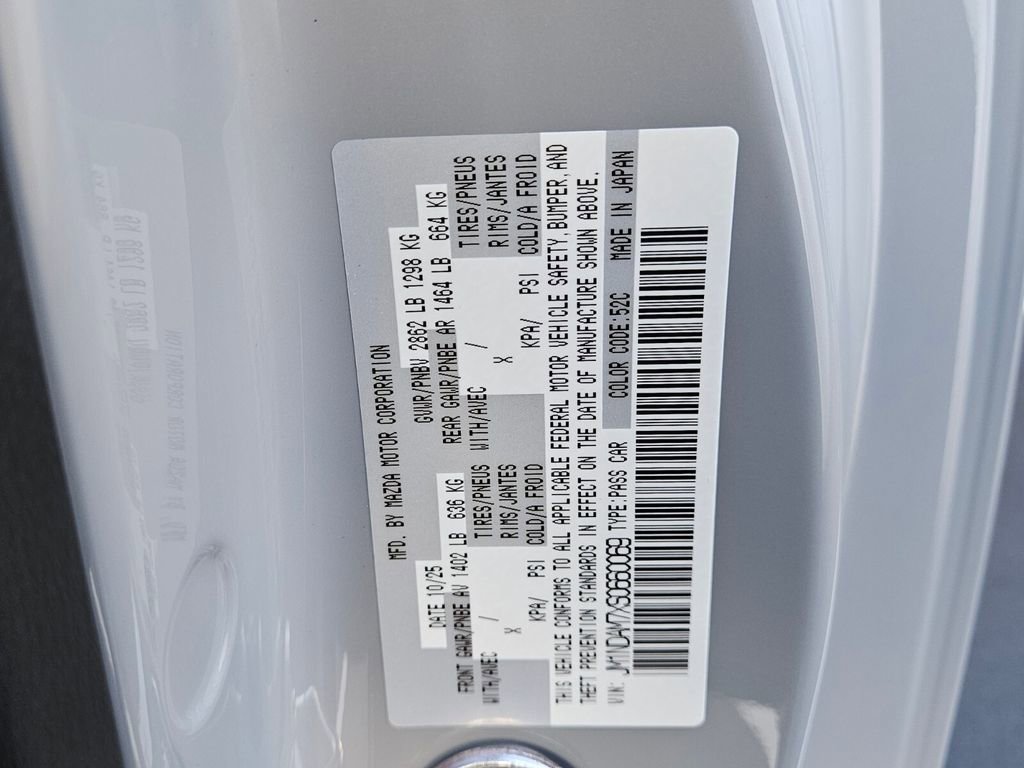 MFD. BY MAZDA MOTOR CORPORATION
DATE 10/25 GVWR/PNBV 2862 LB 1298 KG
FRONT GAWR/PNBE AV 1402 LB 636 KG REAR GAWR/PNBE AR 1464 LB 664 KG
WITH/AVEC / TIRES/PNEUS WITH/AVEC / TIRES/PNEUS
X RIMS/JANTES X RIMS/JANTES
KPA/ PSI COLD/A FROID KPA/ PSI COLD/A FROID
THIS VEHICLE CONFORMS TO ALL APPLICABLE FEDERAL MOTOR VEHICLE SAFETY, BUMPER, AND
THEFT PREVENTION STANDARDS IN EFFECT ON THE DATE OF MANUFACTURE SHOWN ABOVE.
VIN: JM1NDAM7XS0660069 TYPE:PASS CAR COLOR CODE:52C MADE IN JAPAN